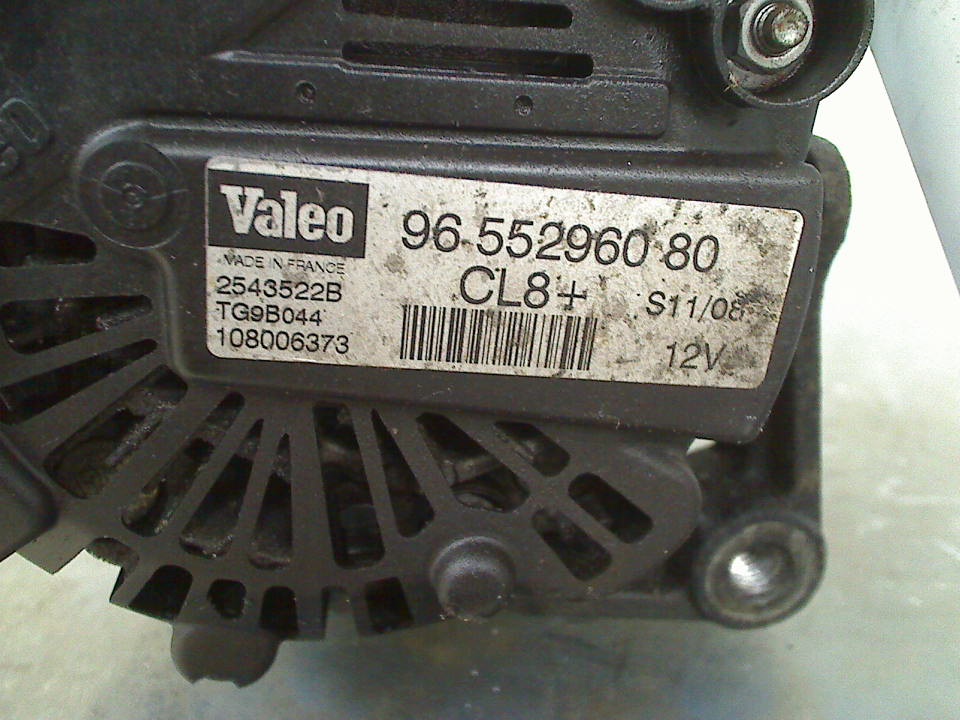 Valeo
MADE IN FRANCE
2543522B
TG9B044
108006373
96 552960 80
CL8+
S11/08
12V